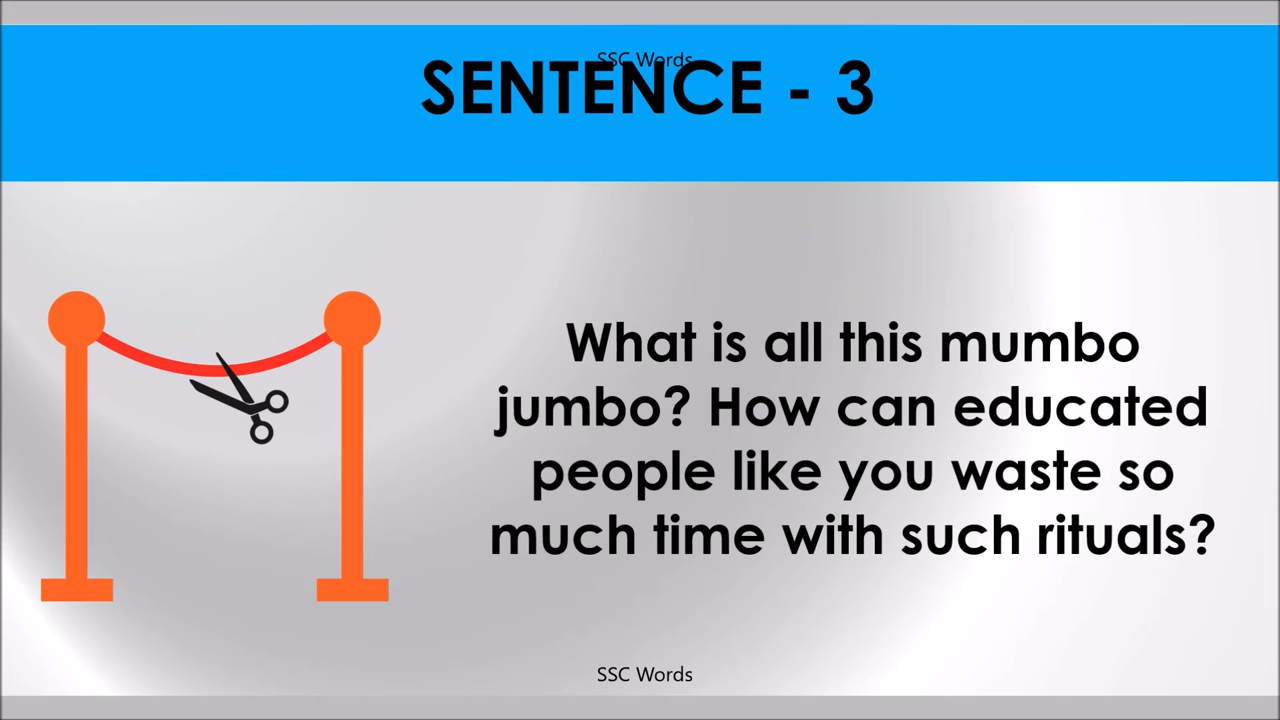 SSC Words
SENTENCE - 3
What is all this mumbo
jumbo? How can educated
people like you waste so
much time with such rituals?
SSC Words